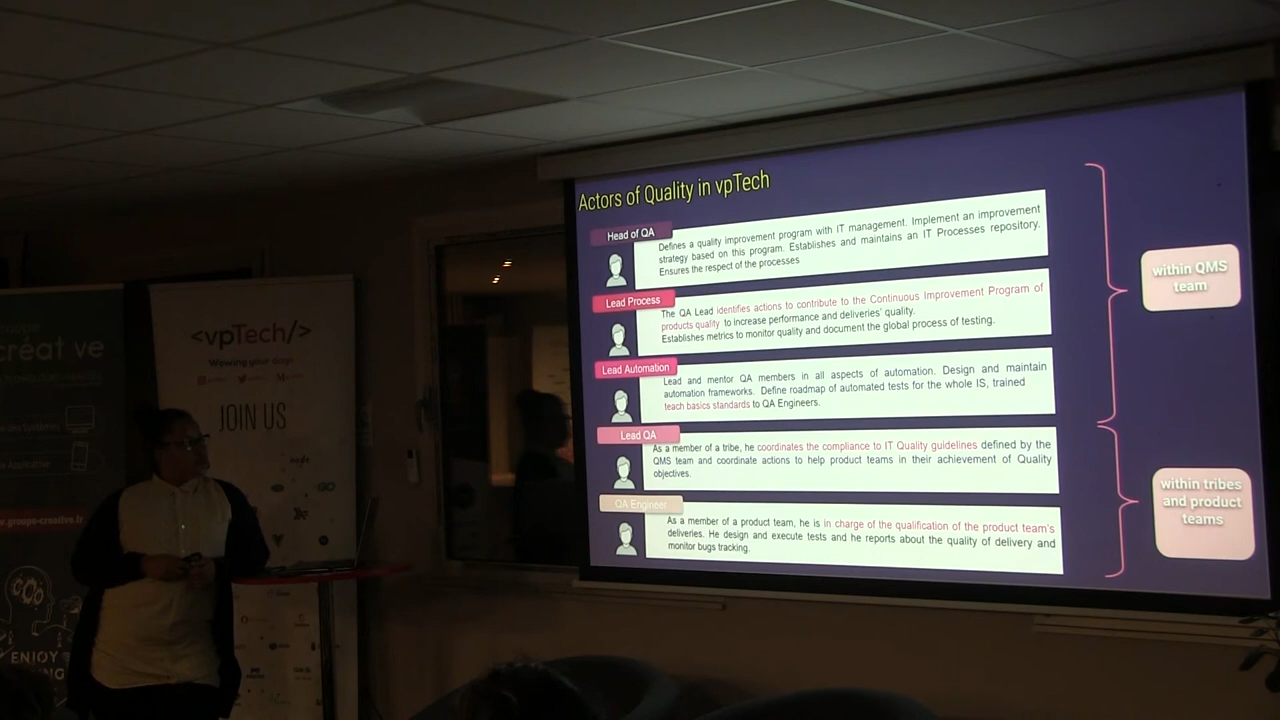 Actors of Quality in vpTech
Head of QA
Defines a quality improvement program with IT management. Implement an improvement
strategy based on this program. Establishes and maintains an IT Processes repository.
Ensures the respect of the processes
Lead Process
The QA Lead identifies actions to contribute to the Continuous Improvement Program of
products quality to increase performance and deliveries' quality.
Establishes metrics to monitor quality and document the global process of testing.
Lead Automation
Lead and mentor QA members in all aspects of automation. Design and maintain
automation frameworks. Define roadmap of automated tests for the whole IS, trained
teach basics standards to QA Engineers.
Lead QA
As a member of a tribe, he coordinates the compliance to IT Quality guidelines defined by the
QMS team and coordinate actions to help product teams in their achievement of Quality
objectives.
QA Engineer
As a member of a product team, he is in charge of the qualification of the product team's
deliveries. He design and execute tests and he reports about the quality of delivery and
monitor bugs tracking.
within QMS
team
within tribes
and product
teams
<vpTech/>
Wowing your days
JOIN US
GO
ENJOY